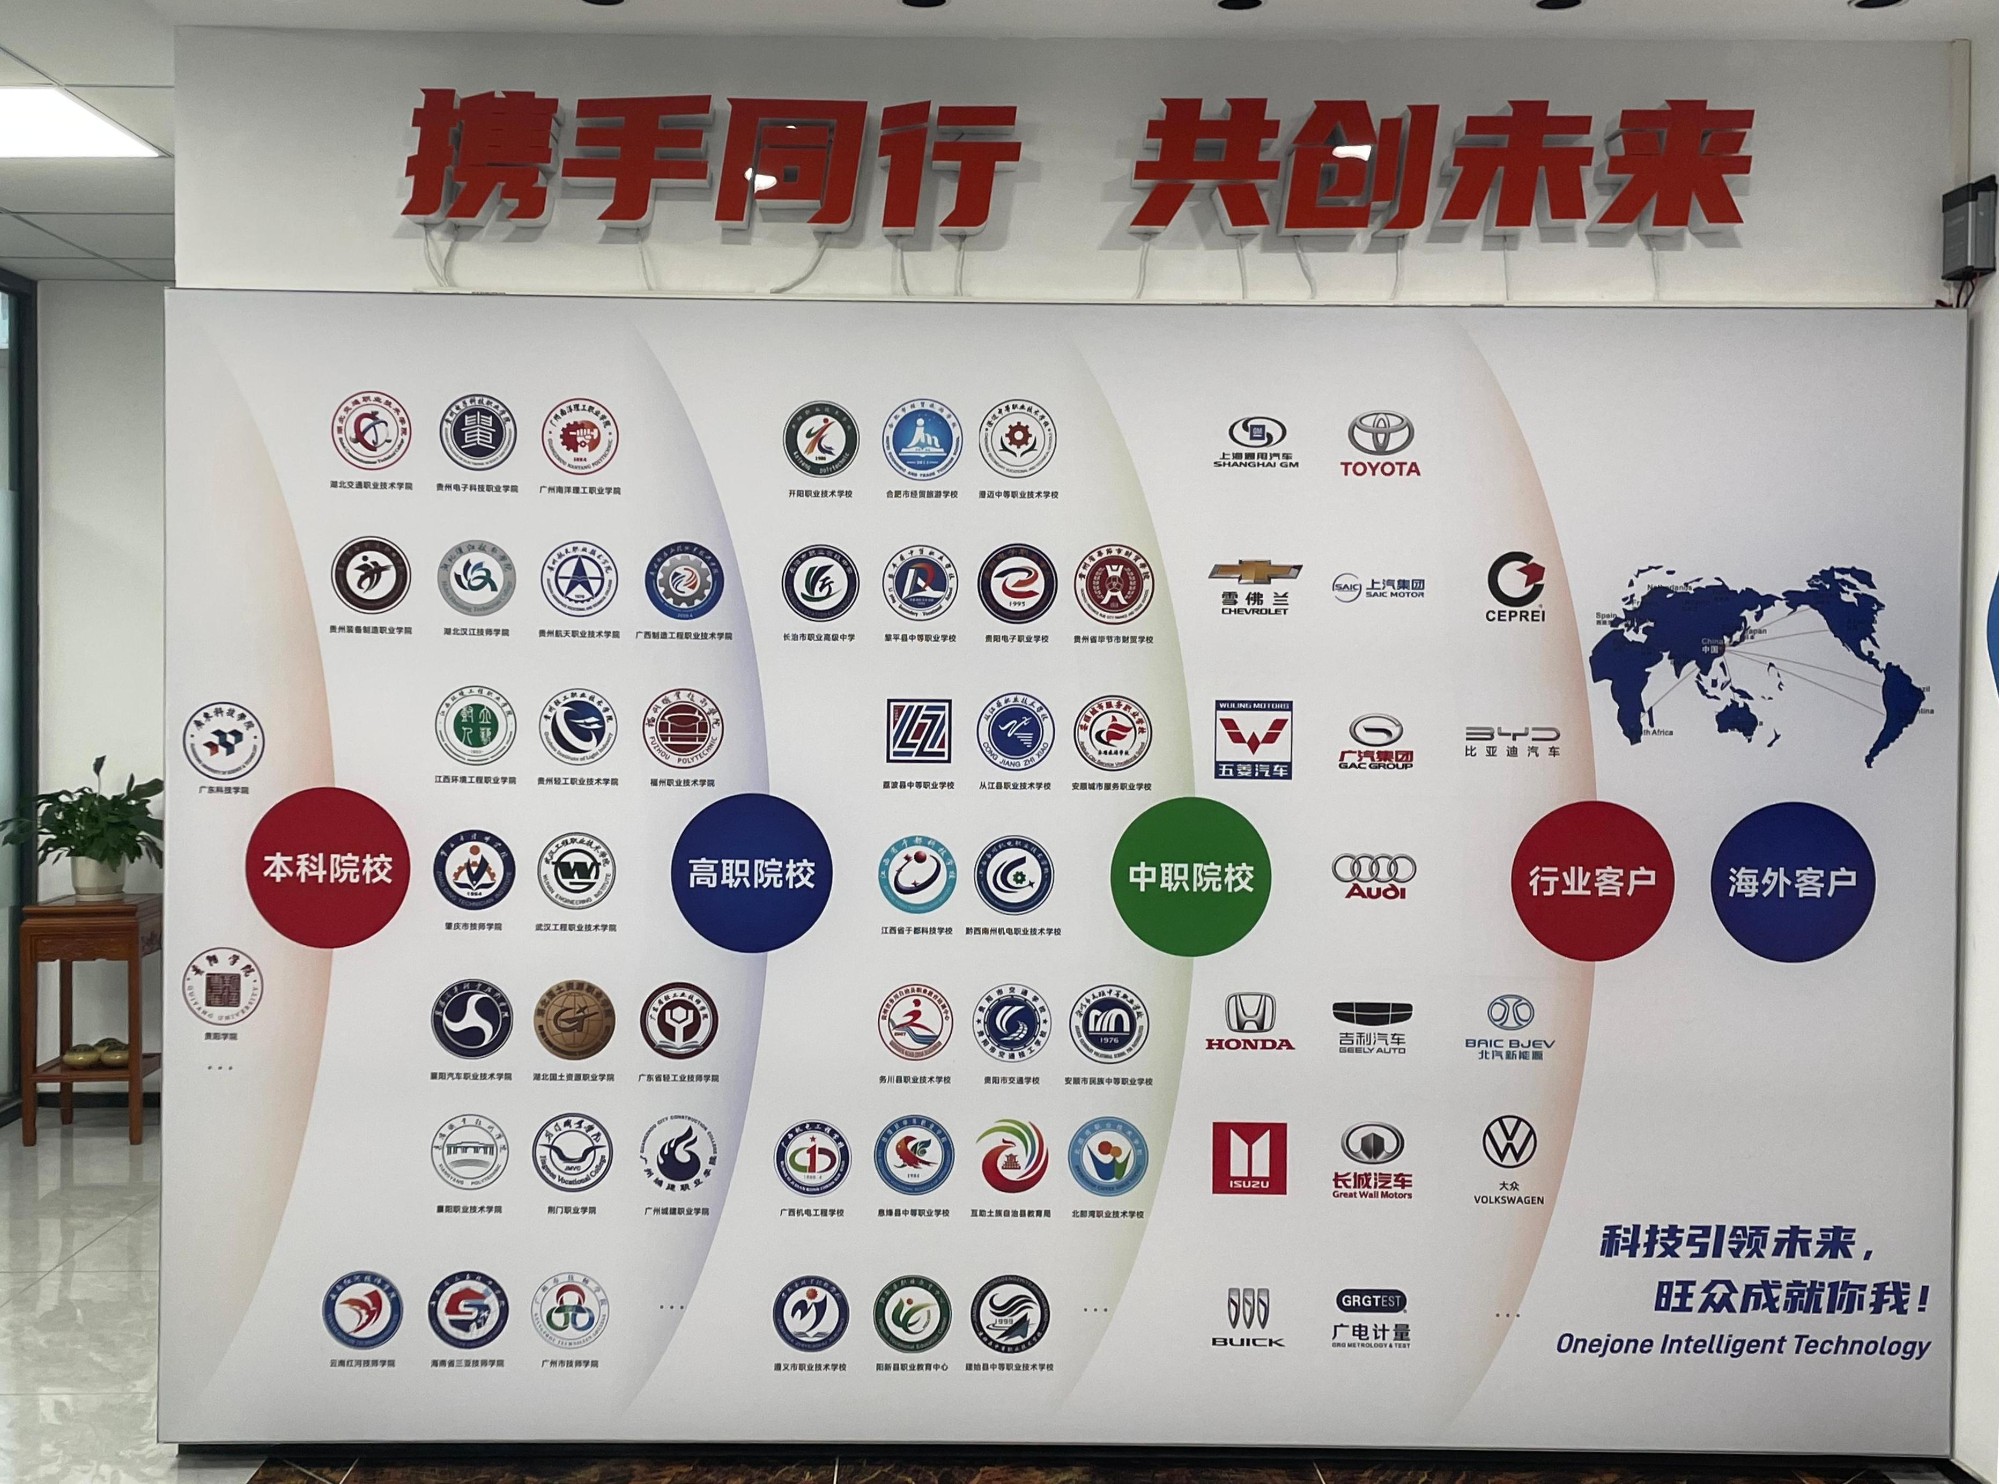 携手同行 共创未来
湖北交通职业技术学院
贵州电子科技职业学院
广州南洋理工职业学院
贵州装备制造职业学院
湖北汉江技师学院
贵州航天职业技术学院
广西制造工程职业技术学院
江西环境工程职业学院
贵州轻工职业技术学院
福州职业技术学院
广东科技学院
本科院校
肇庆市技师学院
武汉工程职业技术学院
高职院校
贵阳学院
襄阳汽车职业技术学院
湖北国土资源职业学院
广东省轻工业技师学院
襄阳职业技术学院
荆门职业学院
广州城建职业学院
云南红河技师学院
海南省三亚技师学院
广州市技师学院
开阳职业技术学校
合肥市经贸旅游学校
澄迈中等职业技术学校
长治市职业高级中学
黎平县中等职业学校
贵阳电子职业学校
贵州省毕节市财贸学校
荔波县中等职业学校
从江县职业技术学校
安顺城市服务职业学校
江西省于都科技学校
黔西南州机电职业技术学校
中职院校
务川县职业技术学校
贵阳市交通学校
安顺市民族中等职业学校
广西机电工程学校
息烽县中等职业学校
互助土族自治县教育局
北部湾职业技术学校
遵义市职业技术学校
阳新县职业教育中心
建始县中等职业技术学校
上海通用汽车
SHANGHAI GM
TOYOTA
雪佛兰
CHEVROLET
SAIC
上汽集团
SAIC MOTOR
CEPREI
WULING MOTORS
五菱汽车
广汽集团
GAC GROUP
BYD
比亚迪汽车
Audi
HONDA
吉利汽车
GEELY AUTO
BAIC BJEV
北汽新能源
ISUZU
长城汽车
Great Wall Motors
大众
VOLKSWAGEN
BUICK
GRGTEST
广电计量
GRG METROLOGY & TEST
行业客户
Netherlands
Spain
Japan
China
中国
海外客户
科技引领未来，
旺众成就你我！
Onejone Intelligent Technology